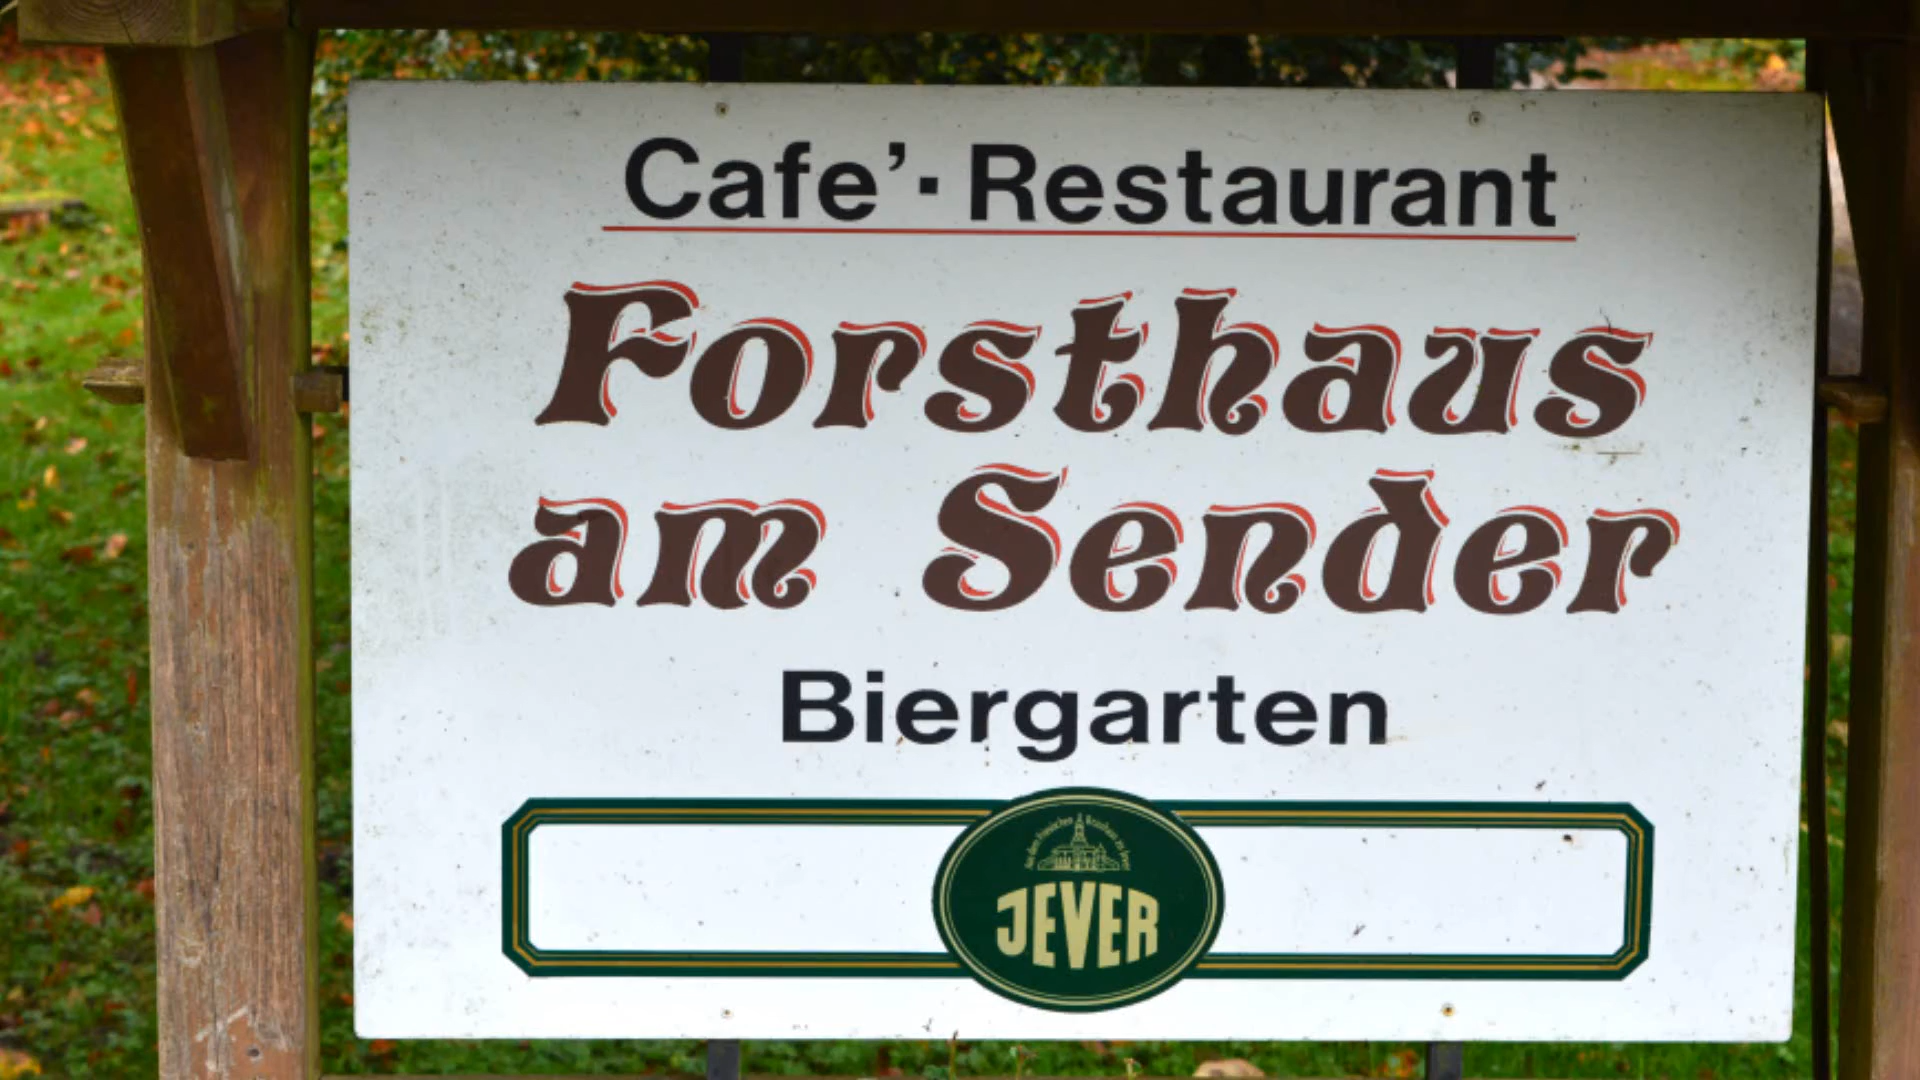 Cafe’·Restaurant
Forsthaus
am Sender
Biergarten
JEVER